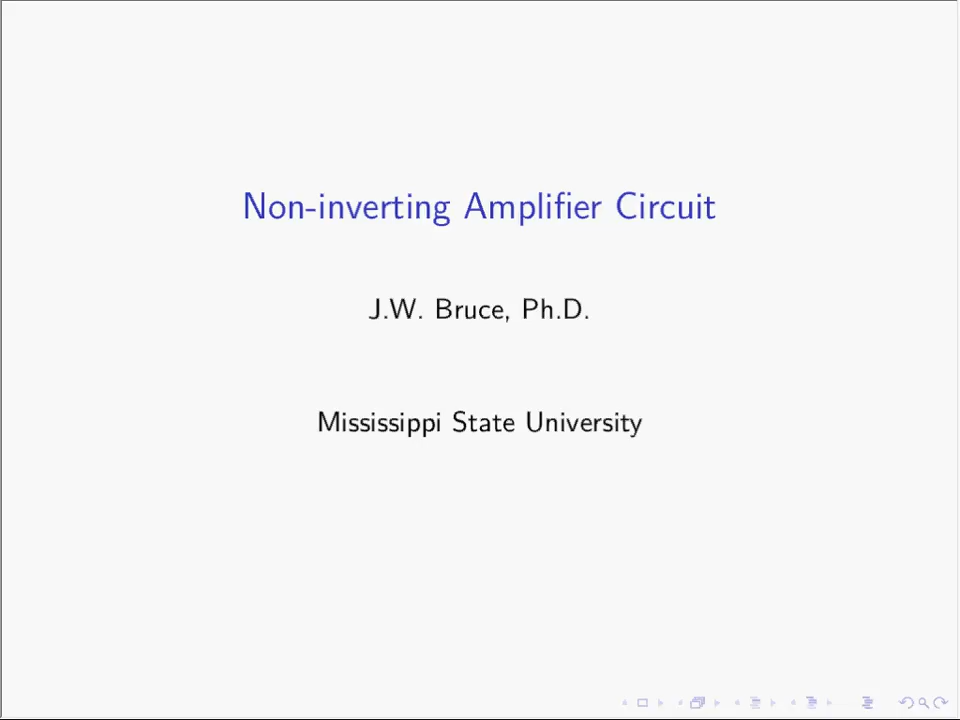 Non-inverting Amplifier Circuit
J.W. Bruce, Ph.D.
Mississippi State University